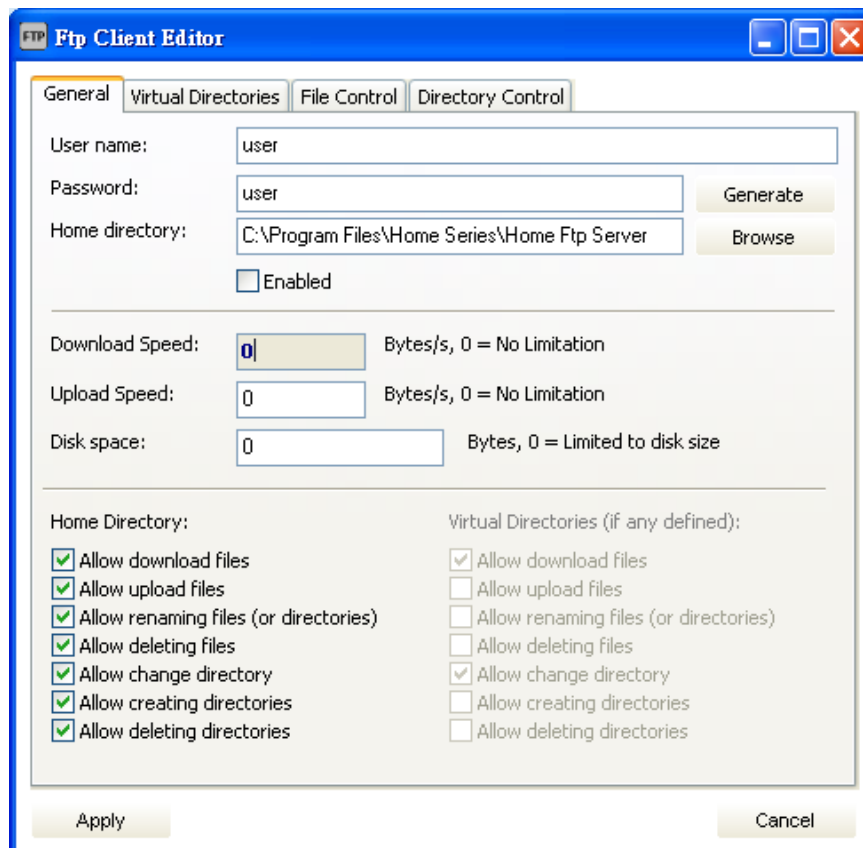 FTP Ftp Client Editor
General Virtual Directories File Control Directory Control
User name: user
Password: user Generate
Home directory: C:\Program Files\Home Series\Home Ftp Server Browse
Enabled
Download Speed: 0 Bytes/s, 0 = No Limitation
Upload Speed: 0 Bytes/s, 0 = No Limitation
Disk space: 0 Bytes, 0 = Limited to disk size
Home Directory: Virtual Directories (if any defined):
Allow download files Allow download files
Allow upload files Allow upload files
Allow renaming files (or directories) Allow renaming files (or directories)
Allow deleting files Allow deleting files
Allow change directory Allow change directory
Allow creating directories Allow creating directories
Allow deleting directories Allow deleting directories
Apply Cancel